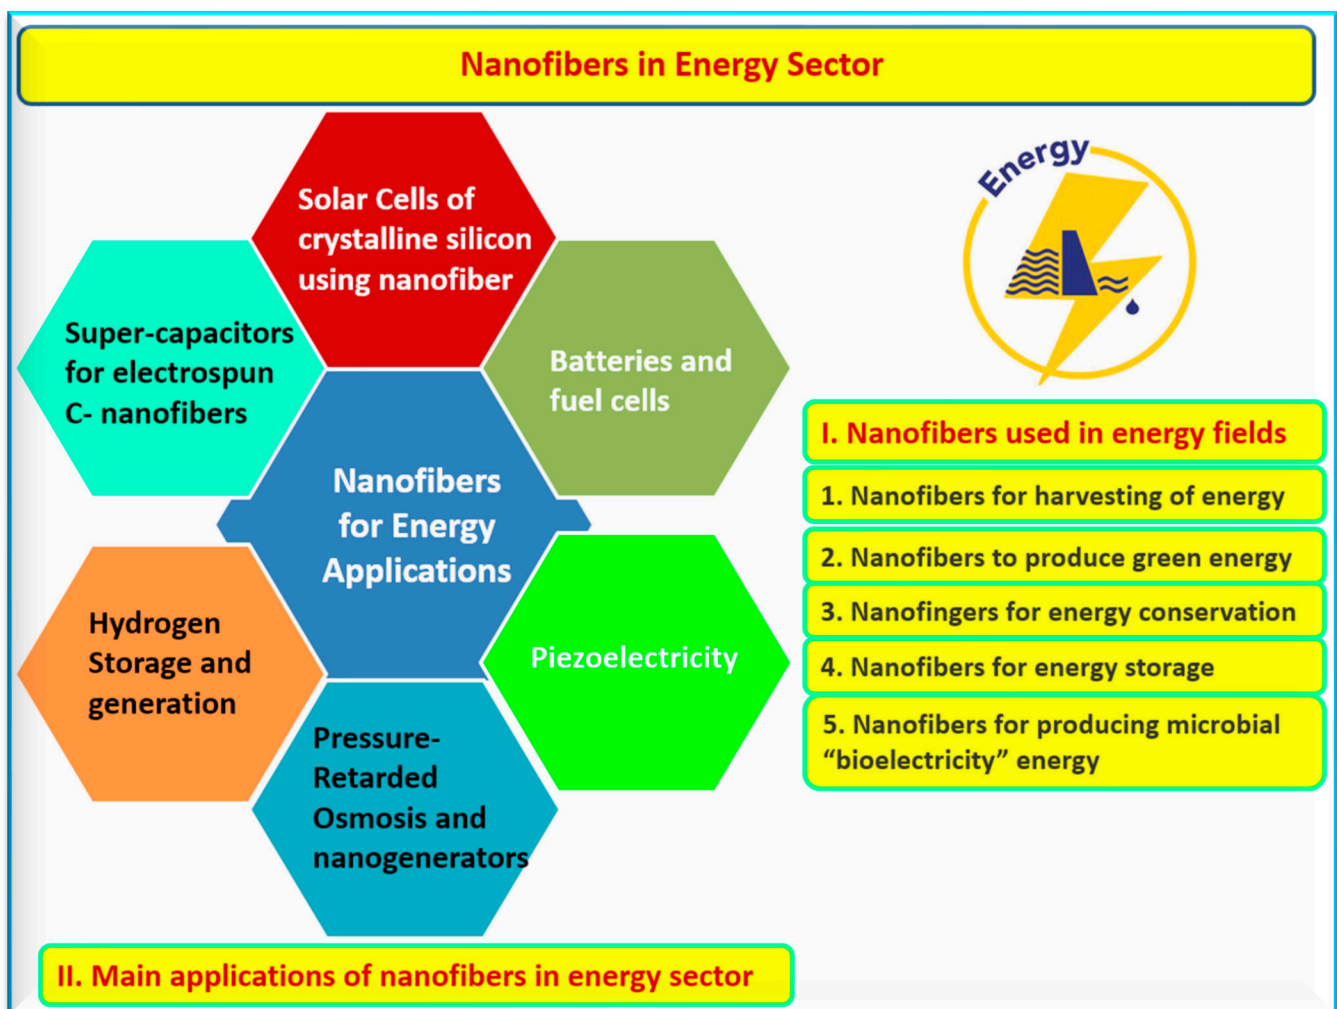 Nanofibers in Energy Sector
Solar Cells of
crystalline silicon
using nanofiber
Super-capacitors
for electrospun
C- nanofibers
Batteries and
fuel cells
Nanofibers
for Energy
Applications
Hydrogen
Storage and
generation
Piezoelectricity
Pressure-
Retarded
Osmosis and
nanogenerators
II. Main applications of nanofibers in energy sector
Energy
I. Nanofibers used in energy fields
1. Nanofibers for harvesting of energy
2. Nanofibers to produce green energy
3. Nanofingers for energy conservation
4. Nanofibers for energy storage
5. Nanofibers for producing microbial
“bioelectricity” energy